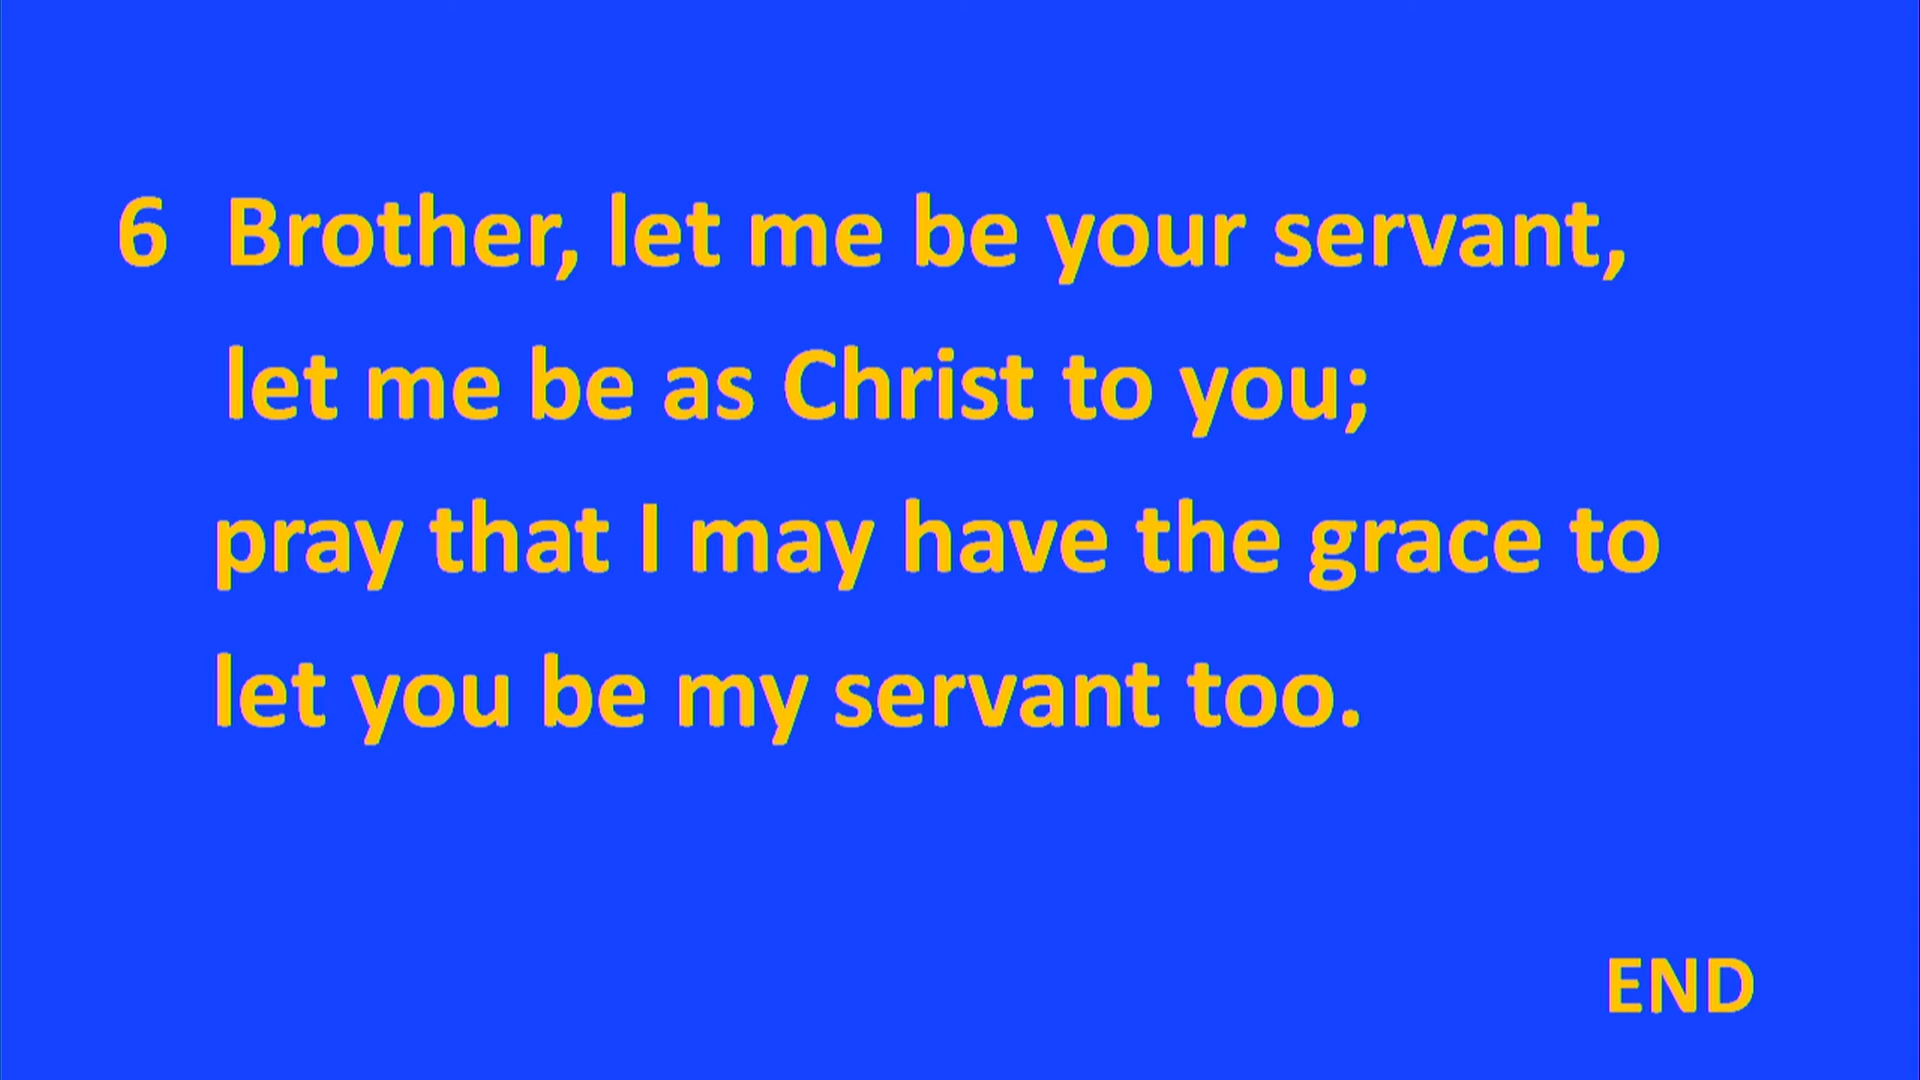 6 Brother, let me be your servant,
let me be as Christ to you;
pray that I may have the grace to
let you be my servant too.
END